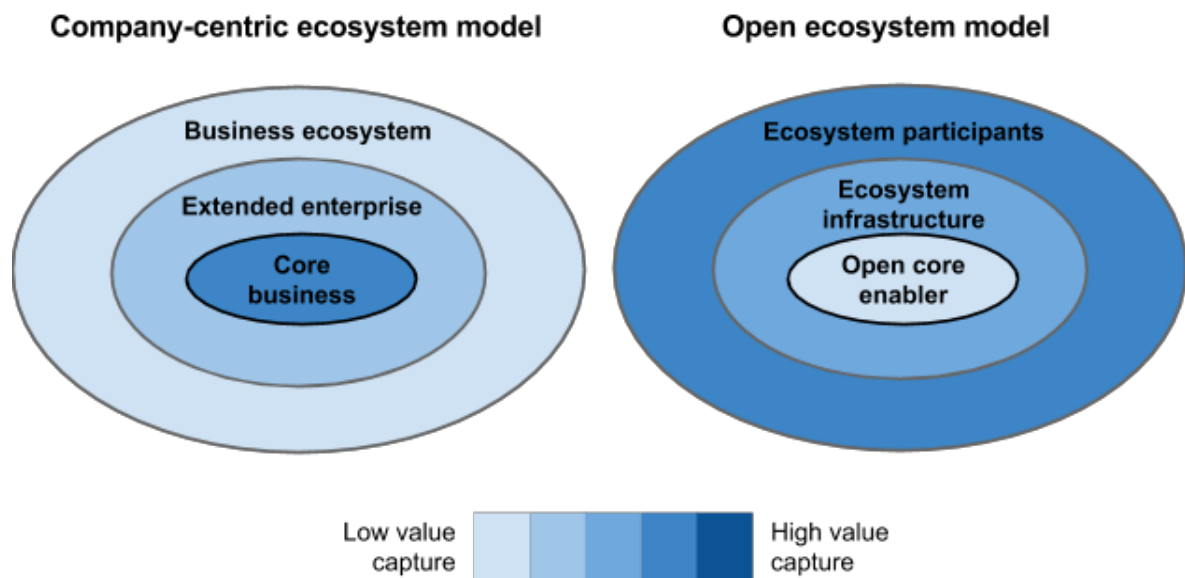 Company-centric ecosystem model
Business ecosystem
Extended enterprise
Core
business
Open ecosystem model
Ecosystem participants
Ecosystem
infrastructure
Open core
enabler
Low value
capture
High value
capture